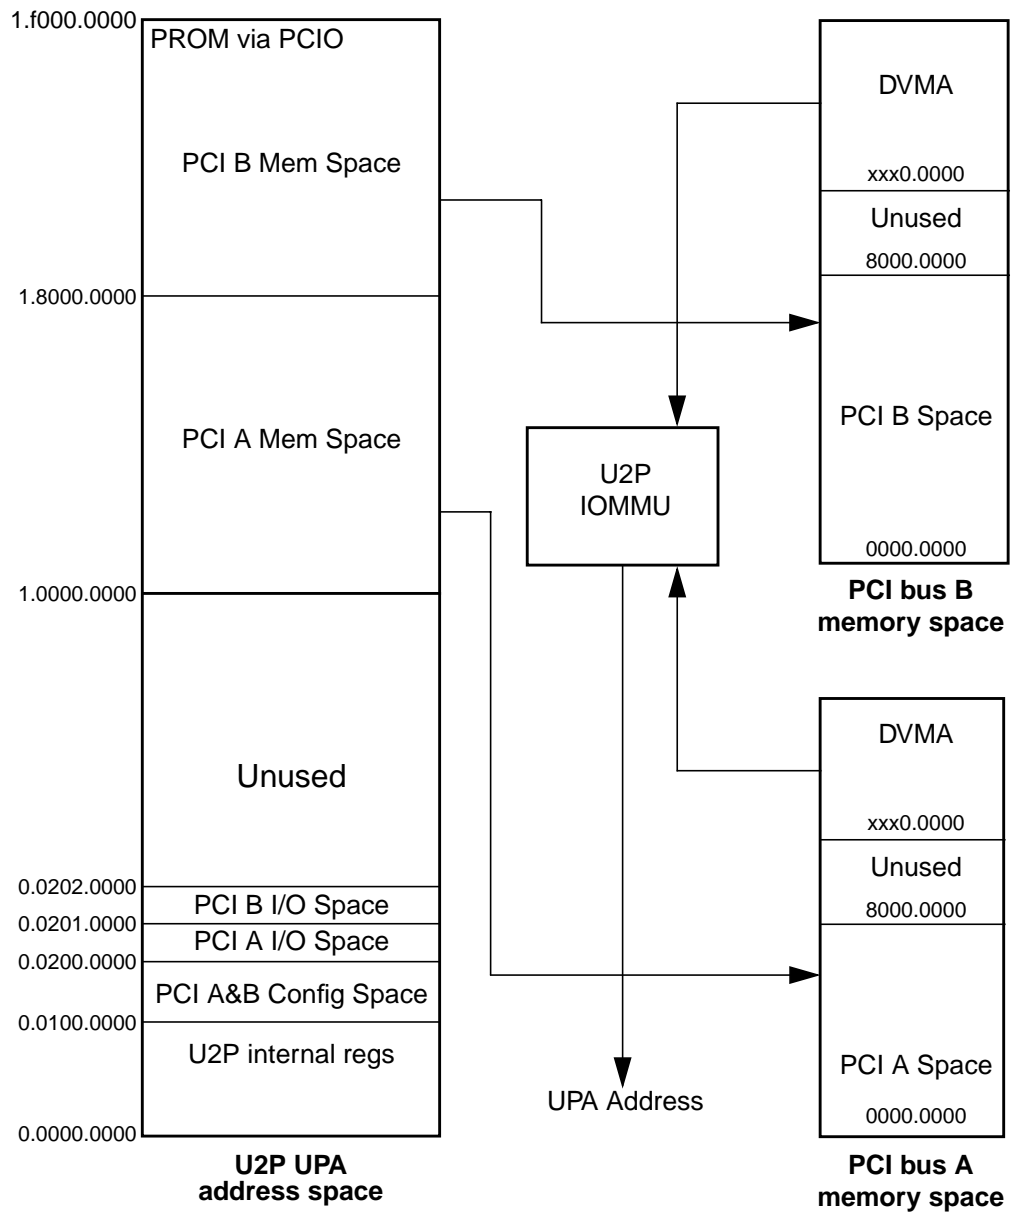 1.f000.0000
PROM via PCIO
PCI B Mem Space
1.8000.0000
PCI A Mem Space
1.0000.0000
Unused
0.0202.0000
PCI B I/O Space
0.0201.0000
PCI A I/O Space
0.0200.0000
PCI A&B Config Space
0.0100.0000
U2P internal regs
0.0000.0000
U2P UPA
address space
U2P
IOMMU
UPA Address
DVMA
xxx0.0000
Unused
8000.0000
PCI B Space
0000.0000
PCI bus B
memory space
DVMA
xxx0.0000
Unused
8000.0000
PCI A Space
0000.0000
PCI bus A
memory space